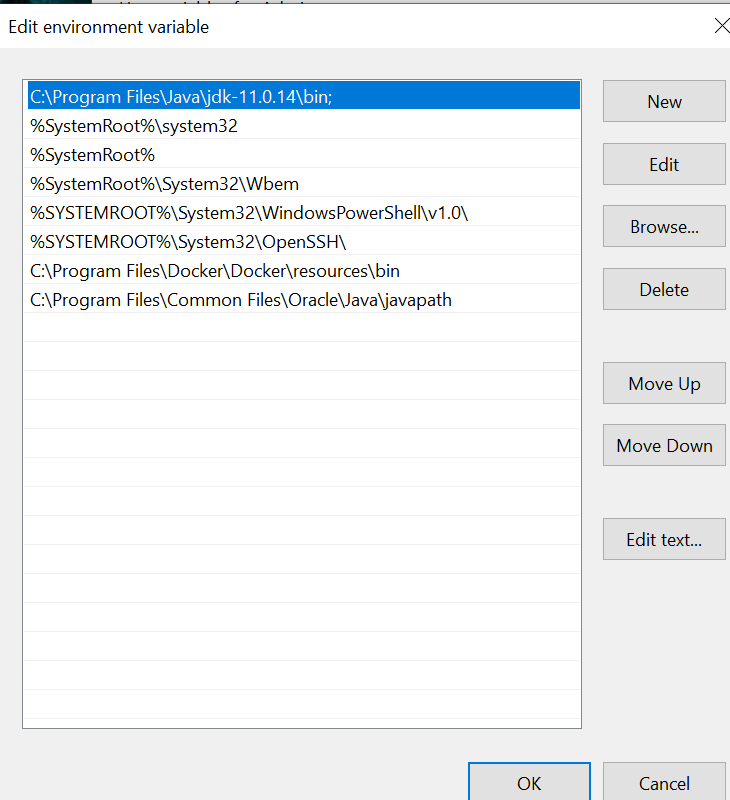 Edit environment variable
C:\Program Files\Java\jdk-11.0.14\bin;
%SystemRoot%\system32
%SystemRoot%
%SystemRoot%\System32\Wbem
%SYSTEMROOT%\System32\WindowsPowerShell\v1.0\
%SYSTEMROOT%\System32\OpenSSH\
C:\Program Files\Docker\Docker\resources\bin
C:\Program Files\Common Files\Oracle\Java\javapath
New
Edit
Browse...
Delete
Move Up
Move Down
Edit text...
OK
Cancel